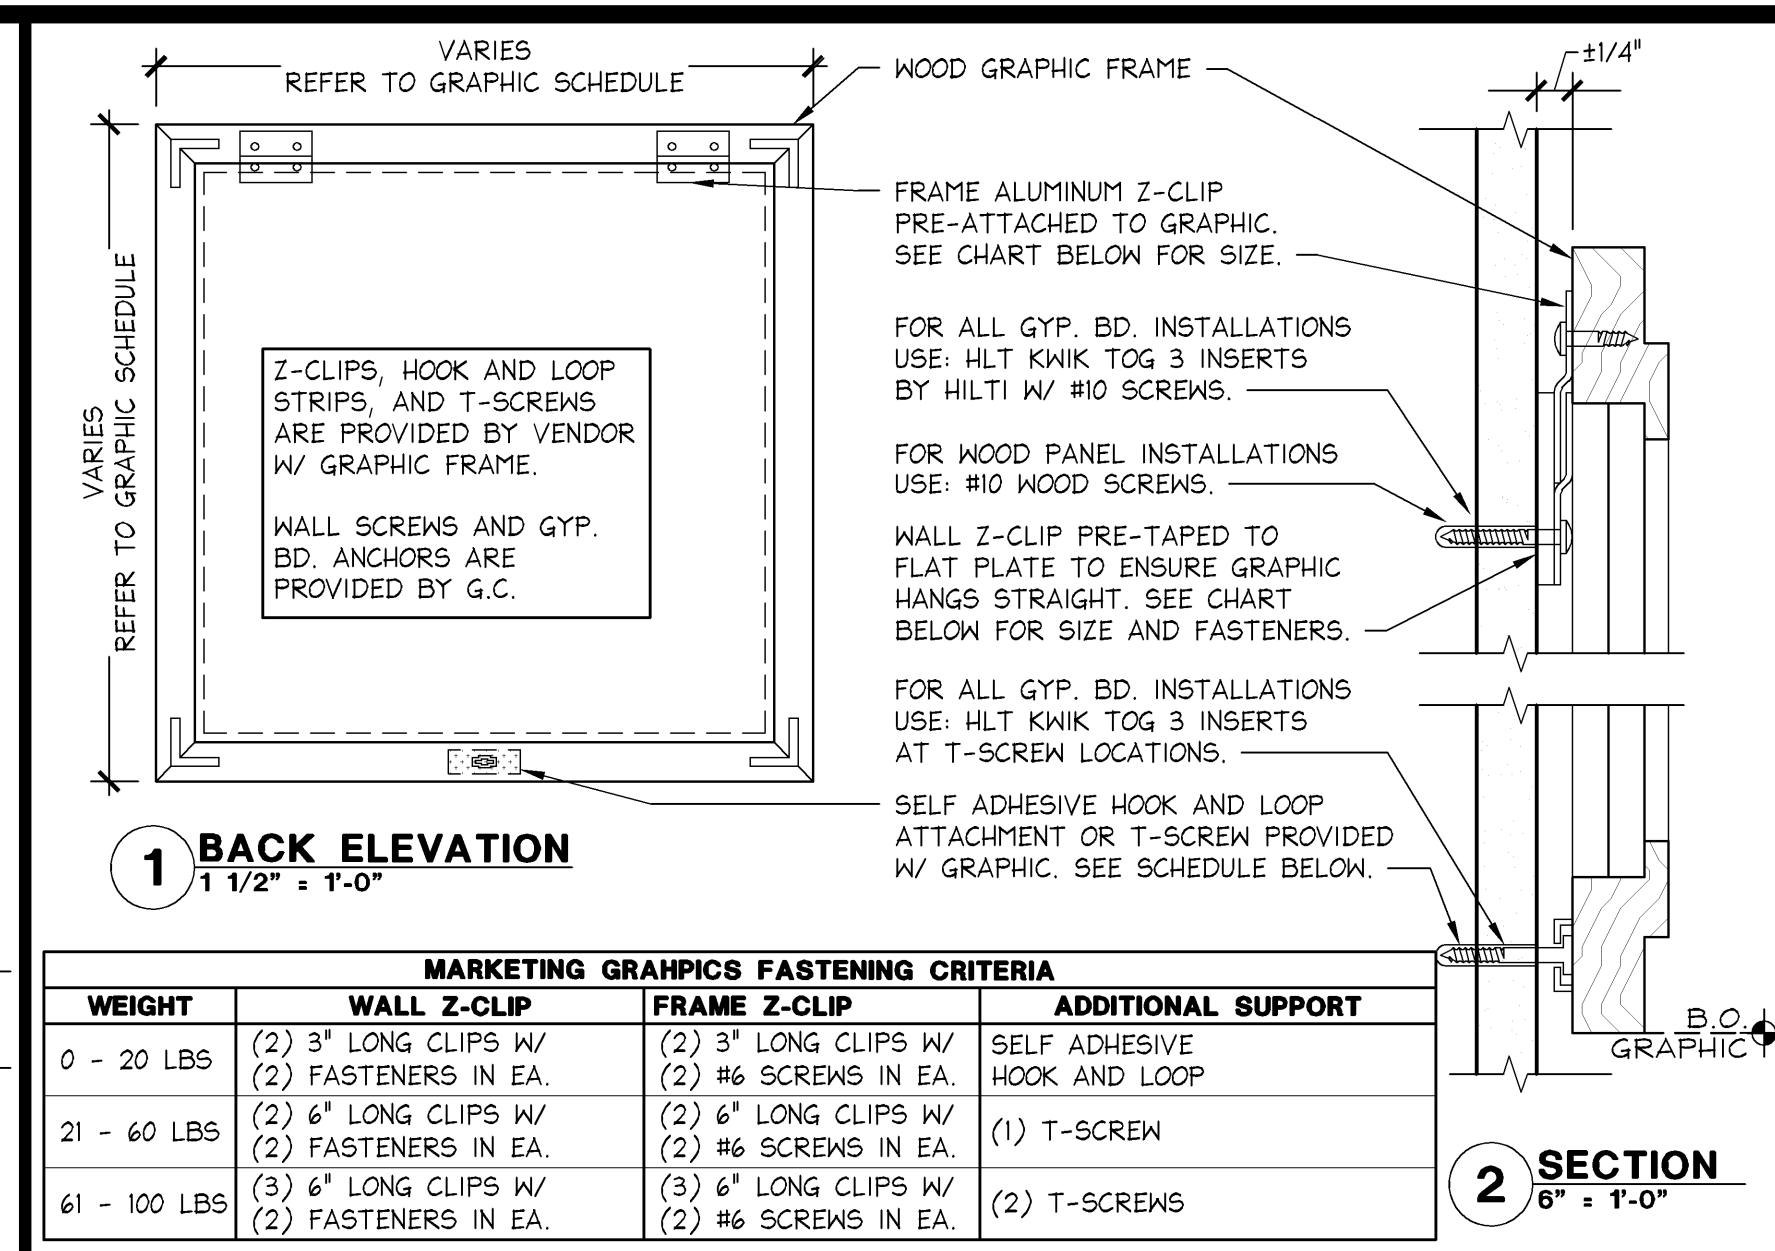 VARIES
REFER TO GRAPHIC SCHEDULE
VARIES
REFER TO GRAPHIC SCHEDULE
Z-CLIPS, HOOK AND LOOP
STRIPS, AND T-SCREWS
ARE PROVIDED BY VENDOR
W/ GRAPHIC FRAME.
WALL SCREWS AND GYP.
BD. ANCHORS ARE
PROVIDED BY G.C.
1 BACK ELEVATION
1 1/2" = 1'-0"
WOOD GRAPHIC FRAME
FRAME ALUMINUM Z-CLIP
PRE-ATTACHED TO GRAPHIC.
SEE CHART BELOW FOR SIZE.
FOR ALL GYP. BD. INSTALLATIONS
USE: HLT KWIK TOG 3 INSERTS
BY HILTI W/ #10 SCREWS.
FOR WOOD PANEL INSTALLATIONS
USE: #10 WOOD SCREWS.
WALL Z-CLIP PRE-TAPED TO
FLAT PLATE TO ENSURE GRAPHIC
HANGS STRAIGHT. SEE CHART
BELOW FOR SIZE AND FASTENERS.
FOR ALL GYP. BD. INSTALLATIONS
USE: HLT KWIK TOG 3 INSERTS
AT T-SCREW LOCATIONS.
SELF ADHESIVE HOOK AND LOOP
ATTACHMENT OR T-SCREW PROVIDED
W/ GRAPHIC. SEE SCHEDULE BELOW.
±1/4"
B.O.
GRAPHIC
2 SECTION
6" = 1'-0"
MARKETING GRAHPICS FASTENING CRITERIA
WEIGHT WALL Z-CLIP FRAME Z-CLIP ADDITIONAL SUPPORT
0 - 20 LBS
(2) 3" LONG CLIPS W/
(2) FASTENERS IN EA.
(2) 3" LONG CLIPS W/
(2) #6 SCREWS IN EA.
SELF ADHESIVE
HOOK AND LOOP
21 - 60 LBS
(2) 6" LONG CLIPS W/
(2) FASTENERS IN EA.
(2) 6" LONG CLIPS W/
(2) #6 SCREWS IN EA.
(1) T-SCREW
61 - 100 LBS
(3) 6" LONG CLIPS W/
(2) FASTENERS IN EA.
(3) 6" LONG CLIPS W/
(2) #6 SCREWS IN EA.
(2) T-SCREWS